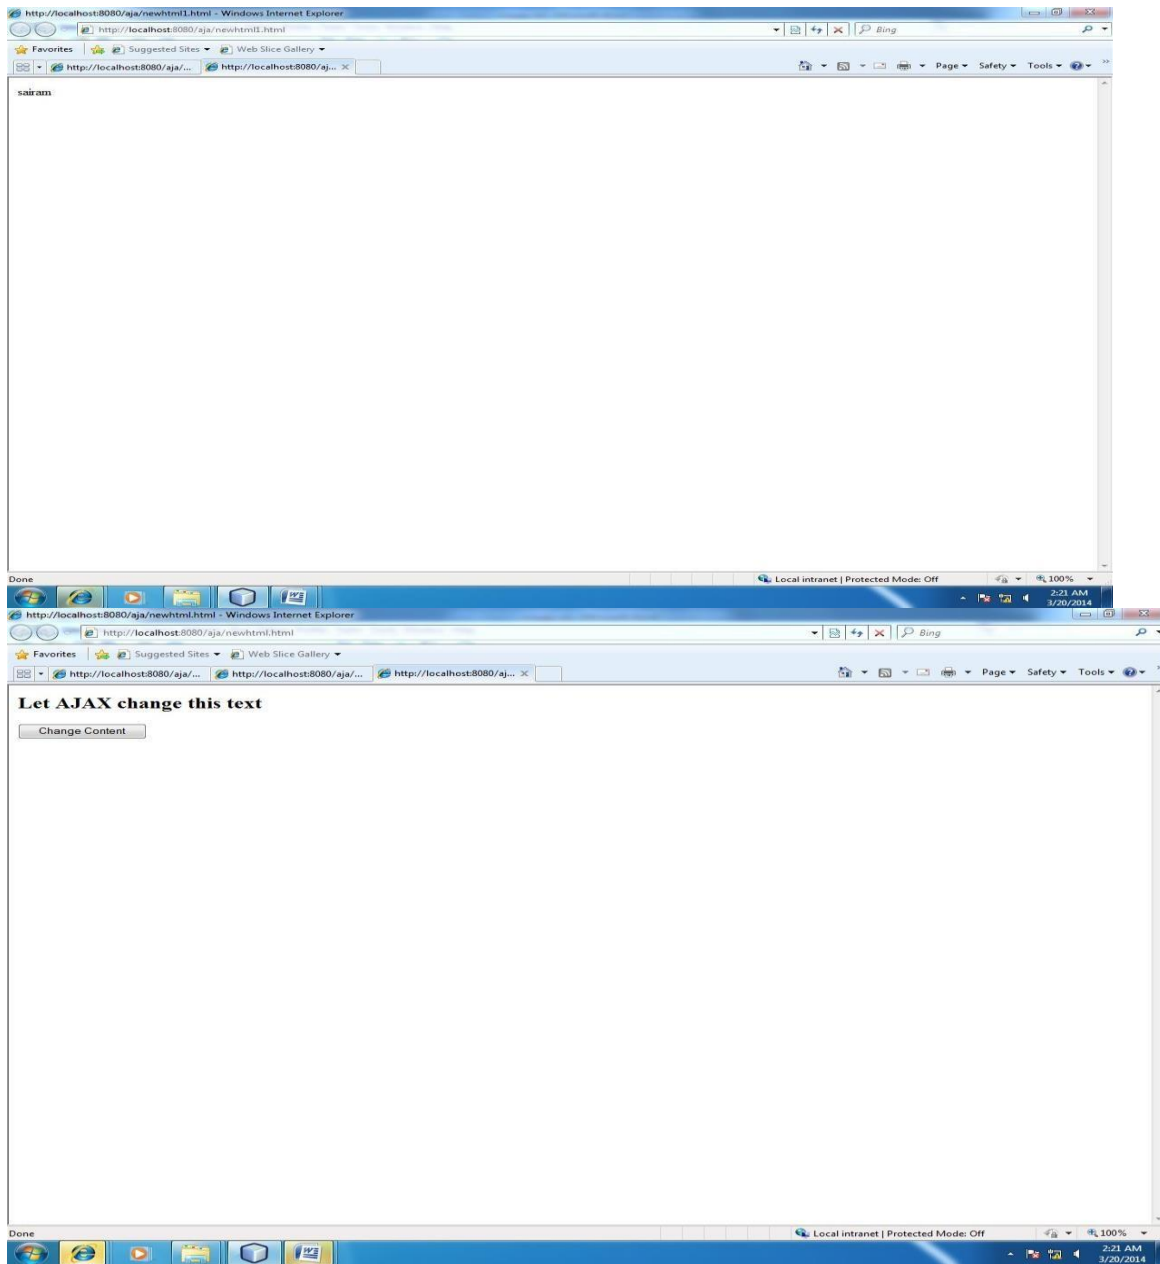 http://localhost:8080/aja/newhtml1.html - Windows Internet Explorer
http://localhost:8080/aja/newhtml1.html
Bing
Favorites Suggested Sites Web Slice Gallery
http://localhost:8080/aja/... http://localhost:8080/aj... Page Safety Tools
sairam
Done Local intranet | Protected Mode: Off 100%
2:21 AM
3/20/2014
http://localhost:8080/aja/newhtml.html - Windows Internet Explorer
http://localhost:8080/aja/newhtml.html
Bing
Favorites Suggested Sites Web Slice Gallery
http://localhost:8080/aja/... http://localhost:8080/aja/... http://localhost:8080/aj... Page Safety Tools
Let AJAX change this text
Change Content
Done Local intranet | Protected Mode: Off 100%
2:21 AM
3/20/2014